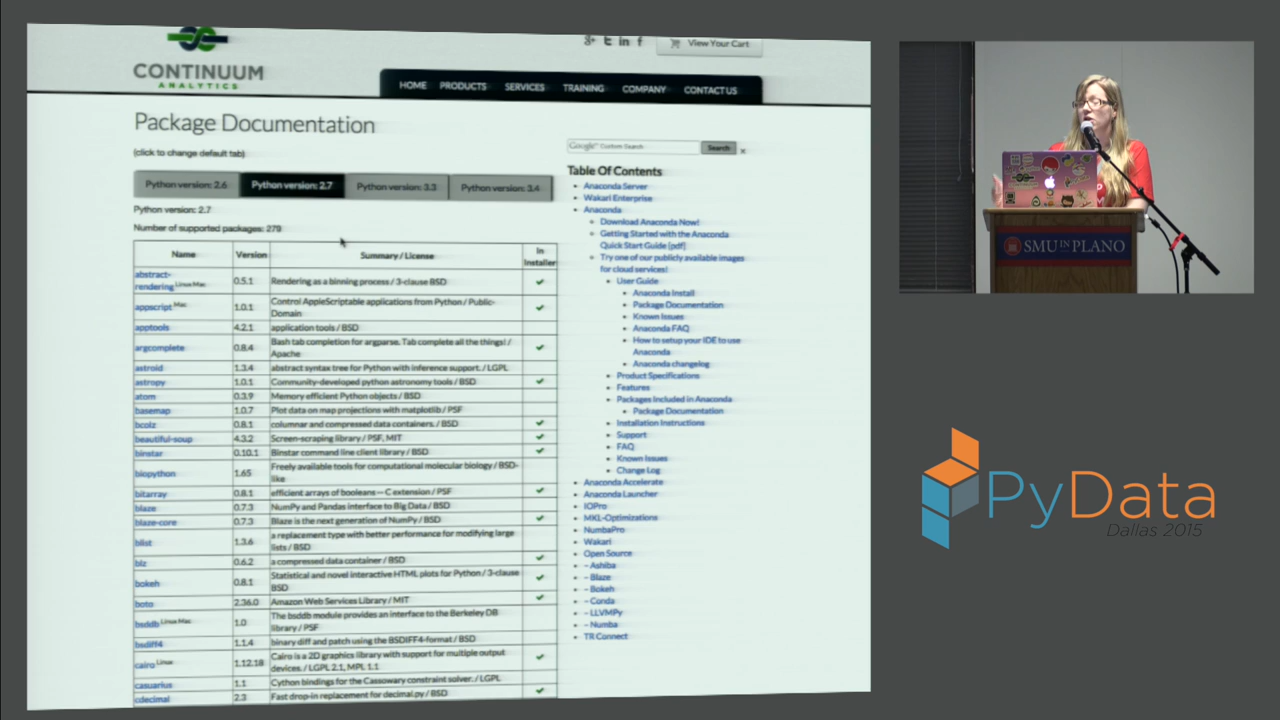 CONTINUUM
ANALYTICS
View Your Cart
HOME PRODUCTS SERVICES TRAINING COMPANY CONTACT US
Package Documentation
(click to change default tab)
Python version: 2.6 Python version: 2.7 Python version: 3.3 Python version: 3.4
Python version: 2.7
Number of supported packages: 279
Name Version Summary / License In Installer
abstract-rendering Linux Mac 0.5.1 Rendering as a binning process / 3-clause BSD ✔
appscript Mac 1.0.1 Control AppleScriptable applications from Python / Public-Domain ✔
apptools 4.2.1 application tools / BSD
argcomplete 0.8.4 Bash tab completion for argparse. Tab complete all the things! / Apache ✔
astroid 1.3.4 abstract syntax tree for Python with inference support. / LGPL
astropy 1.0.1 Community-developed python astronomy tools / BSD ✔
atom 0.3.9 Memory efficient Python objects / BSD
basemap 1.0.7 Plot data on map projections with matplotlib / PSF
bcolz 0.8.1 columnar and compressed data containers. / BSD ✔
beautiful-soup 4.3.2 Screen-scraping library / PSF, MIT ✔
binstar 0.10.1 Binstar command line client library / BSD ✔
biopython 1.65 Freely available tools for computational molecular biology / BSD-like
bitarray 0.8.1 efficient arrays of booleans -- C extension / PSF ✔
blaze 0.7.3 NumPy and Pandas interface to Big Data / BSD
blaze-core 0.7.3 Blaze is the next generation of NumPy / BSD ✔
blist 1.3.6 a replacement type with better performance for modifying large lists / BSD
blz 0.6.2 a compressed data container / BSD ✔
bokeh 0.8.1 Statistical and novel interactive HTML plots for Python / 3-clause BSD ✔
boto 2.36.0 Amazon Web Services Library / MIT ✔
bsddb Linux Mac 1.0 The bsddb module provides an interface to the Berkeley DB library / PSF
bsdiff4 1.1.4 binary diff and patch using the BSDIFF4-format / BSD
cairo Linux 1.12.18 Cairo is a 2D graphics library with support for multiple output devices. / LGPL 2.1, MPL 1.1 ✔
casuarius 1.1 Cython bindings for the Cassowary constraint solver. / LGPL
cdecimal 2.3 Fast drop-in replacement for decimal.py / BSD ✔
Google™ Custom Search Search x
Table Of Contents
Anaconda Server
Wakari Enterprise
Anaconda
Download Anaconda Now!
Getting Started with the Anaconda
Quick Start Guide [pdf]
Try one of our publicly available images
for cloud services!
User Guide
Anaconda Install
Package Documentation
Known Issues
Anaconda FAQ
How to setup your IDE to use
Anaconda
Anaconda changelog
Product Specifications
Features
Packages Included in Anaconda
Package Documentation
Installation Instructions
Support
FAQ
Known Issues
Change Log
Anaconda Accelerate
Anaconda Launcher
IOPro
MKL-Optimizations
NumbaPro
Wakari
Open Source
- Ashiba
- Blaze
- Bokeh
- Conda
- LLVMPy
- Numba
TR Connect
SMU IN PLANO
PyData
Dallas 2015